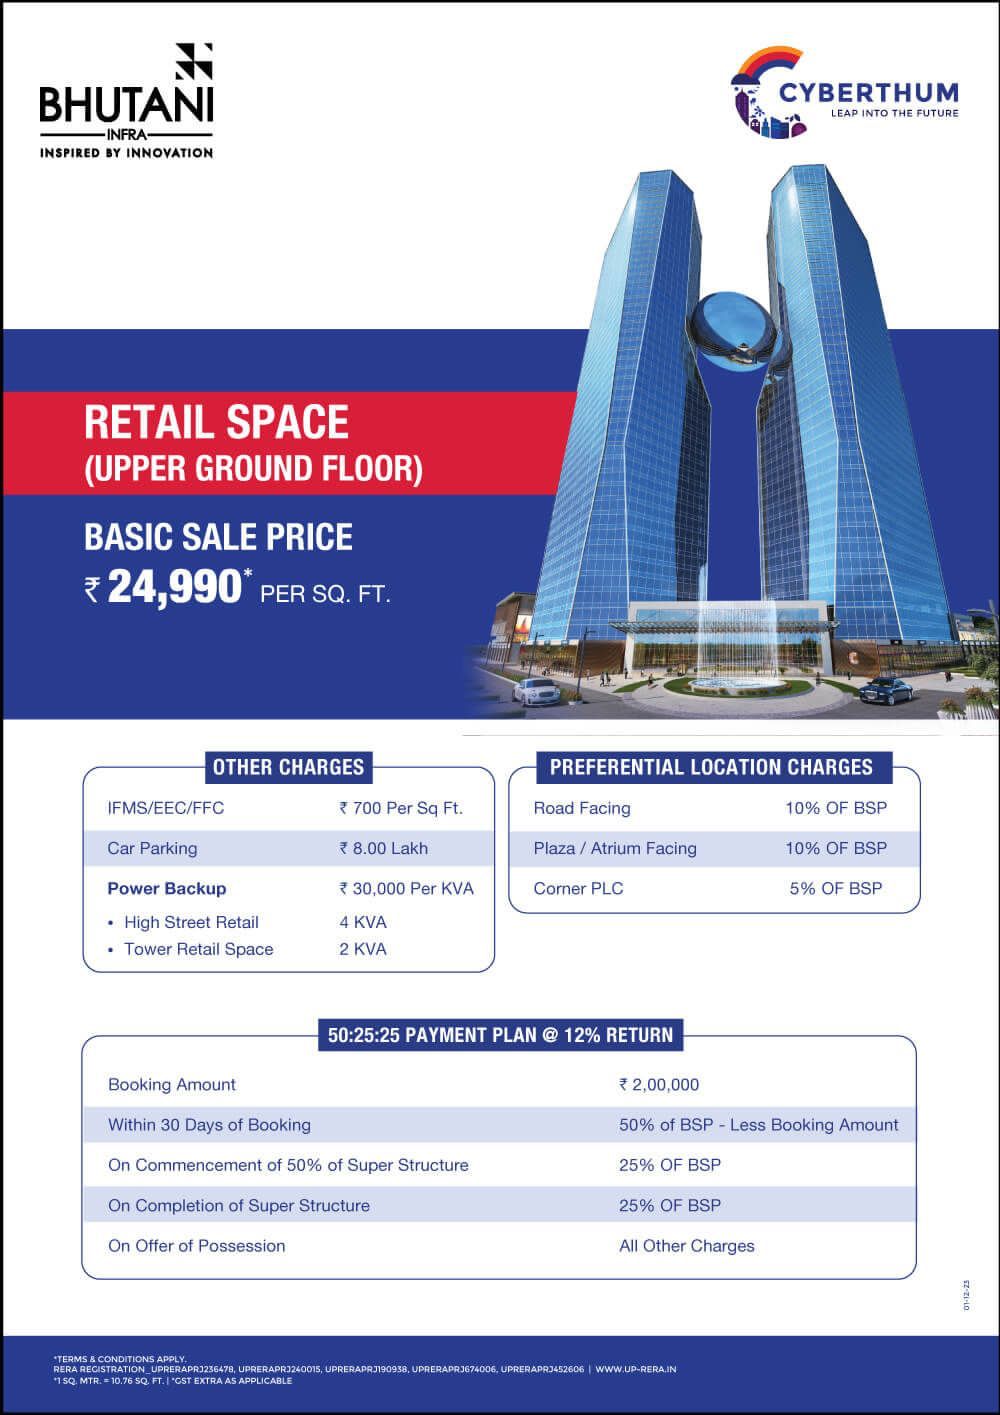 BHUTANI
INFRA
INSPIRED BY INNOVATION
CYBERTHUM
LEAP INTO THE FUTURE
RETAIL SPACE
(UPPER GROUND FLOOR)
BASIC SALE PRICE
₹ 24,990* PER SQ. FT.
OTHER CHARGES
IFMS/EEC/FFC ₹ 700 Per Sq Ft.
Car Parking ₹ 8.00 Lakh
Power Backup ₹ 30,000 Per KVA
• High Street Retail 4 KVA
• Tower Retail Space 2 KVA
PREFERENTIAL LOCATION CHARGES
Road Facing 10% OF BSP
Plaza / Atrium Facing 10% OF BSP
Corner PLC 5% OF BSP
50:25:25 PAYMENT PLAN @ 12% RETURN
Booking Amount ₹ 2,00,000
Within 30 Days of Booking 50% of BSP - Less Booking Amount
On Commencement of 50% of Super Structure 25% OF BSP
On Completion of Super Structure 25% OF BSP
On Offer of Possession All Other Charges
01-12-23
*TERMS & CONDITIONS APPLY.
RERA REGISTRATION_UPRERAPRJ236478, UPRERAPRJ240015, UPRERAPRJ190938, UPRERAPRJ674006, UPRERAPRJ452606 | WWW.UP-RERA.IN
*1 SQ. MTR. = 10.76 SQ. FT. | *GST EXTRA AS APPLICABLE